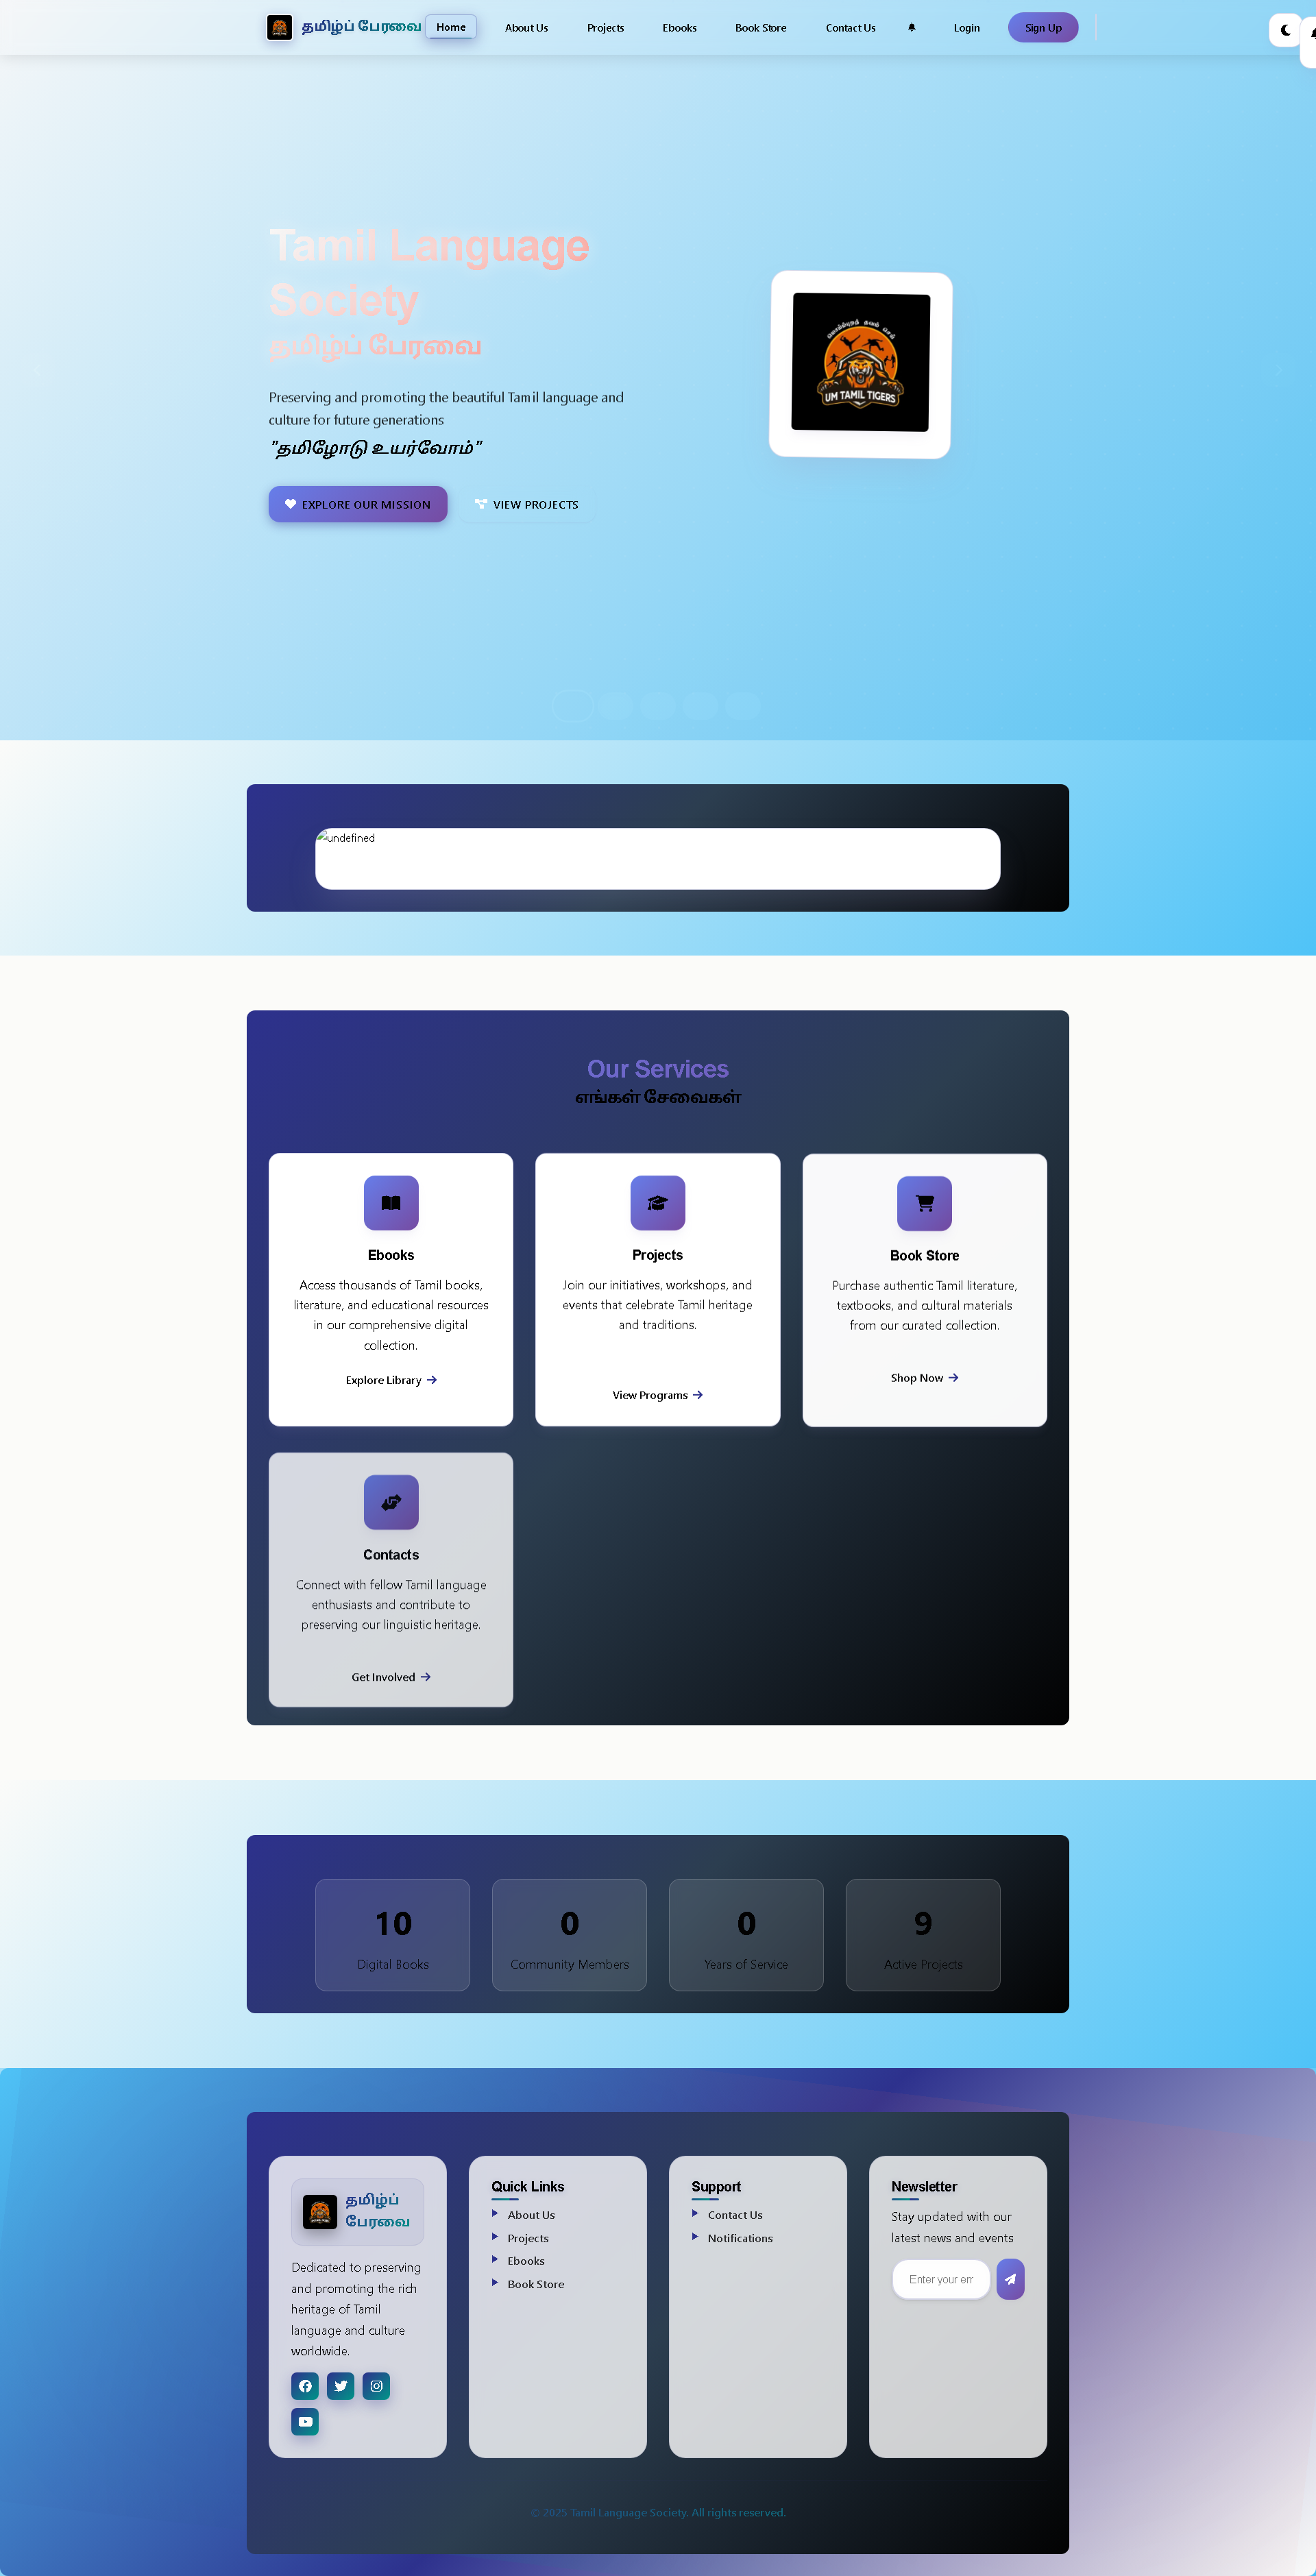 தமிழ்ப் பேரவை
Home
About Us
Projects
Ebooks
Book Store
Contact Us
Login
Sign Up
Tamil Language
Society
தமிழ்ப் பேரவை
Preserving and promoting the beautiful Tamil language and
culture for future generations
"தமிழோடு உயர்வோம்"
EXPLORE OUR MISSION
VIEW PROJECTS
UM TAMIL TIGERS
undefined
Our Services
எங்கள் சேவைகள்
Ebooks
Access thousands of Tamil books,
literature, and educational resources
in our comprehensive digital
collection.
Explore Library
Projects
Join our initiatives, workshops, and
events that celebrate Tamil heritage
and traditions.
View Programs
Book Store
Purchase authentic Tamil literature,
textbooks, and cultural materials
from our curated collection.
Shop Now
Contacts
Connect with fellow Tamil language
enthusiasts and contribute to
preserving our linguistic heritage.
Get Involved
10
Digital Books
0
Community Members
0
Years of Service
9
Active Projects
தமிழ்ப்
பேரவை
Dedicated to preserving
and promoting the rich
heritage of Tamil
language and culture
worldwide.
Quick Links
About Us
Projects
Ebooks
Book Store
Support
Contact Us
Notifications
Newsletter
Stay updated with our
latest news and events
Enter your em
© 2025 Tamil Language Society. All rights reserved.